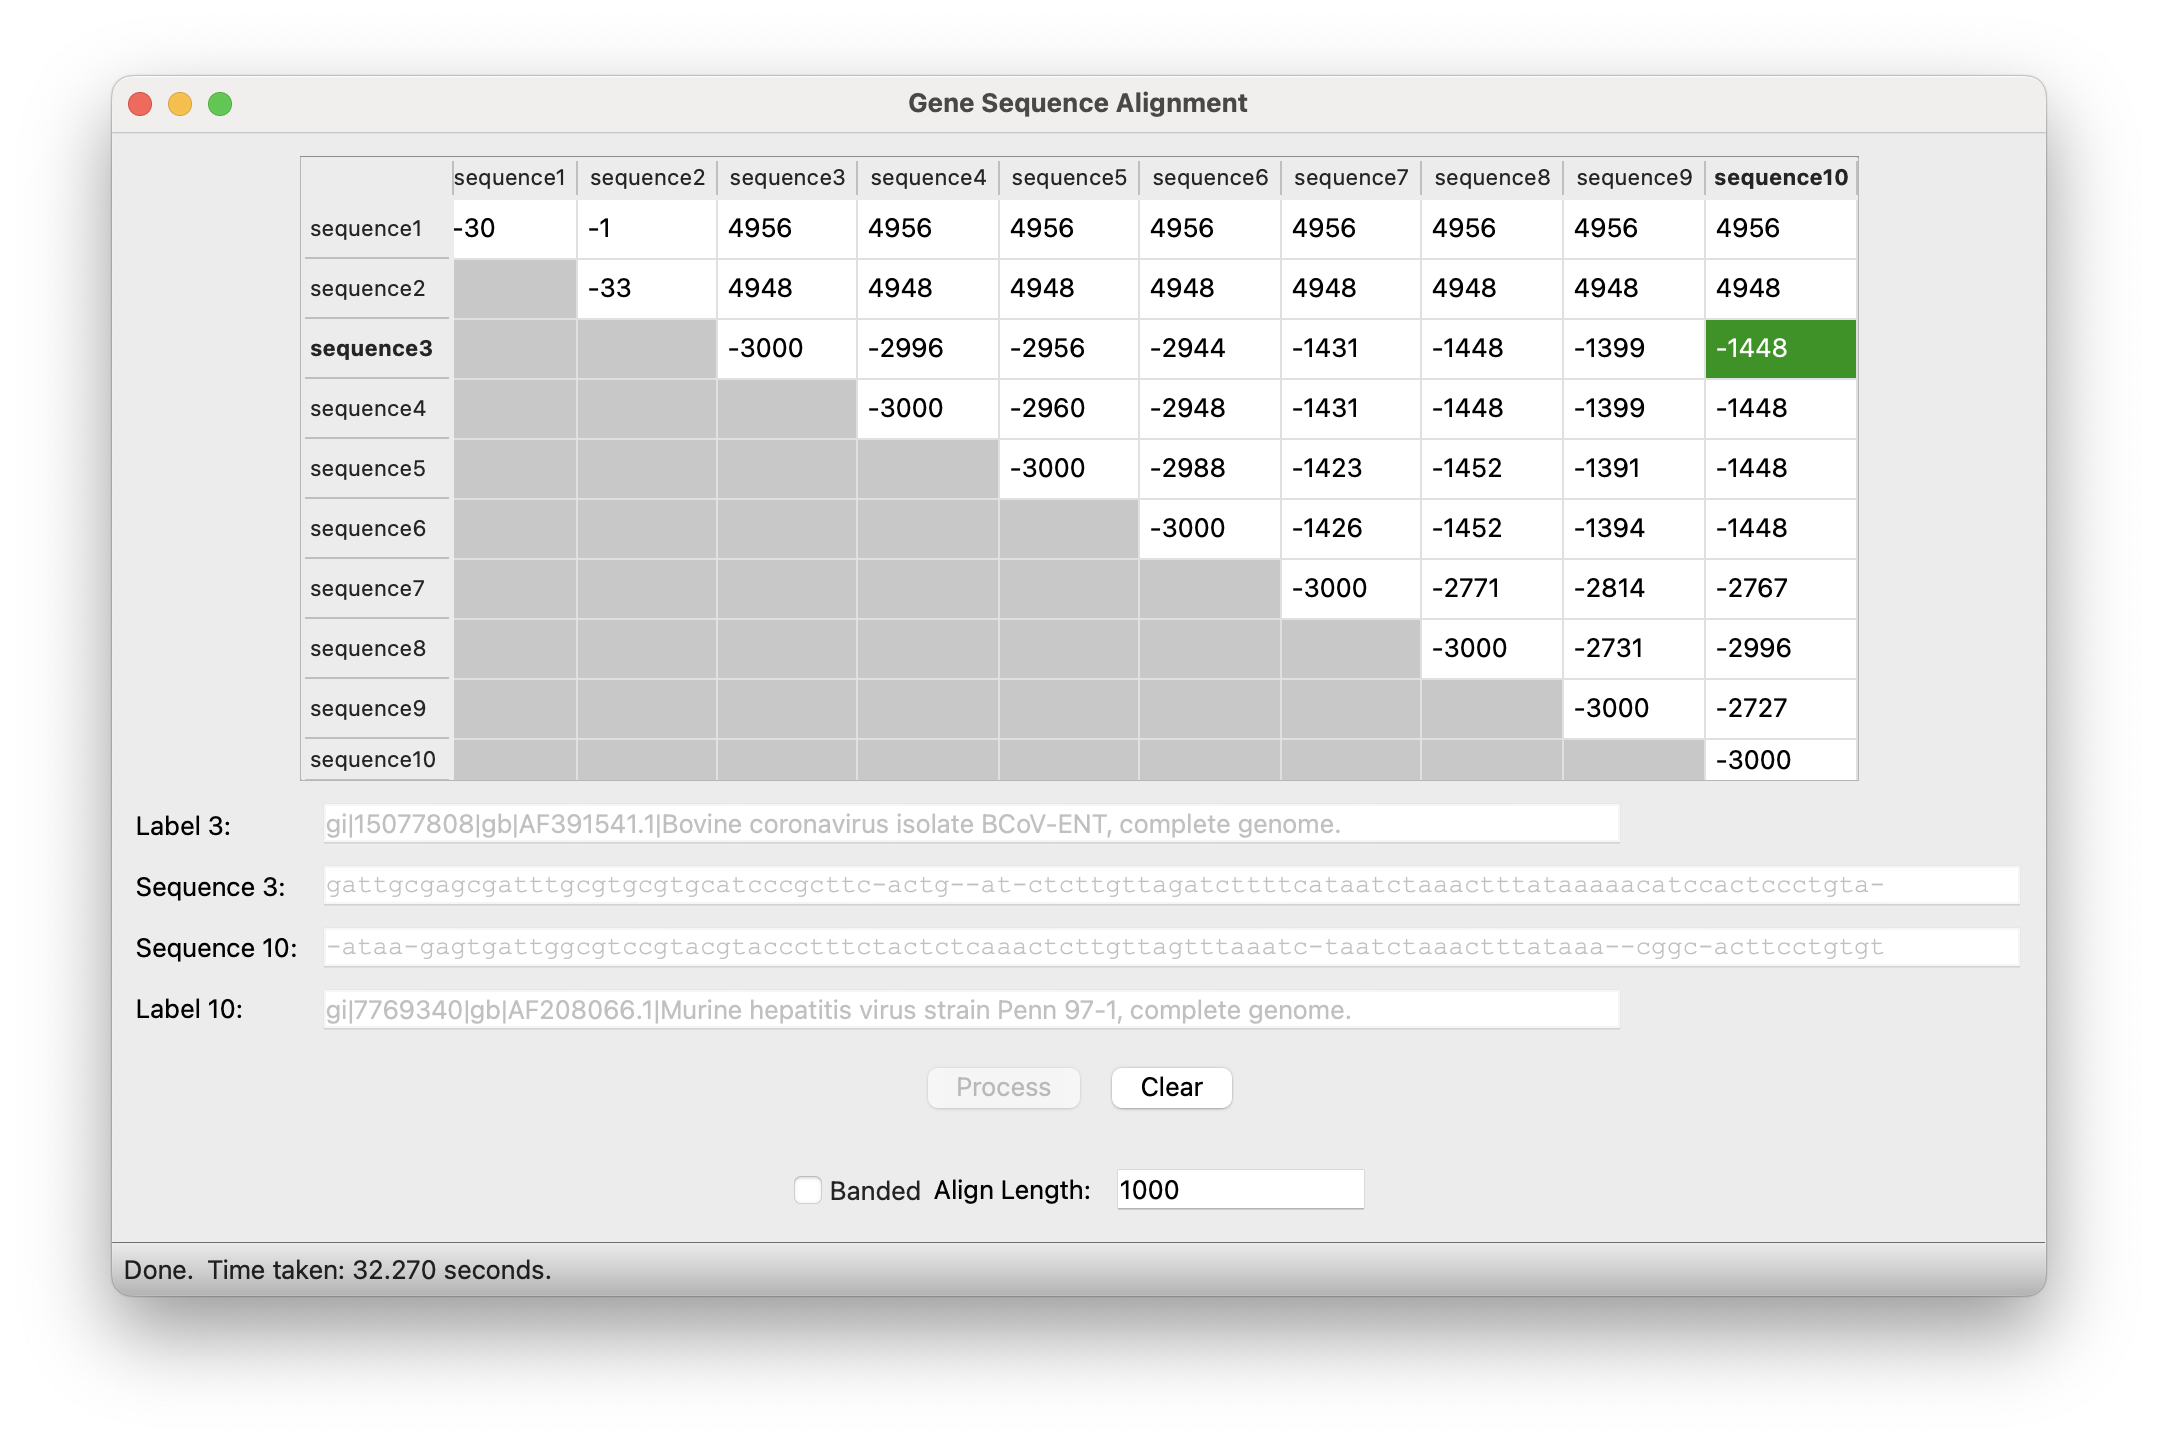 Gene Sequence Alignment
sequence1 sequence2 sequence3 sequence4 sequence5 sequence6 sequence7 sequence8 sequence9 sequence10
sequence1 -30 -1 4956 4956 4956 4956 4956 4956 4956 4956
sequence2 -33 4948 4948 4948 4948 4948 4948 4948 4948
sequence3 -3000 -2996 -2956 -2944 -1431 -1448 -1399 -1448
sequence4 -3000 -2960 -2948 -1431 -1448 -1399 -1448
sequence5 -3000 -2988 -1423 -1452 -1391 -1448
sequence6 -3000 -1426 -1452 -1394 -1448
sequence7 -3000 -2771 -2814 -2767
sequence8 -3000 -2731 -2996
sequence9 -3000 -2727
sequence10 -3000
Label 3: gi|15077808|gb|AF391541.1|Bovine coronavirus isolate BCoV-ENT, complete genome.
Sequence 3: gattgcgagcgatttgcgtgcgtgcatcccgcttc-actg--at-ctcttgttagatcttttcataatctaaactttataaaaacatccactccctgta-
Sequence 10: -ataa-gagtgattggcgtccgtacgtaccctttctactctcaaactcttgttagtttaaatc-taatctaaactttataaa--cggc-acttcctgtgt
Label 10: gi|7769340|gb|AF208066.1|Murine hepatitis virus strain Penn 97-1, complete genome.
Process Clear
Banded Align Length: 1000
Done. Time taken: 32.270 seconds.